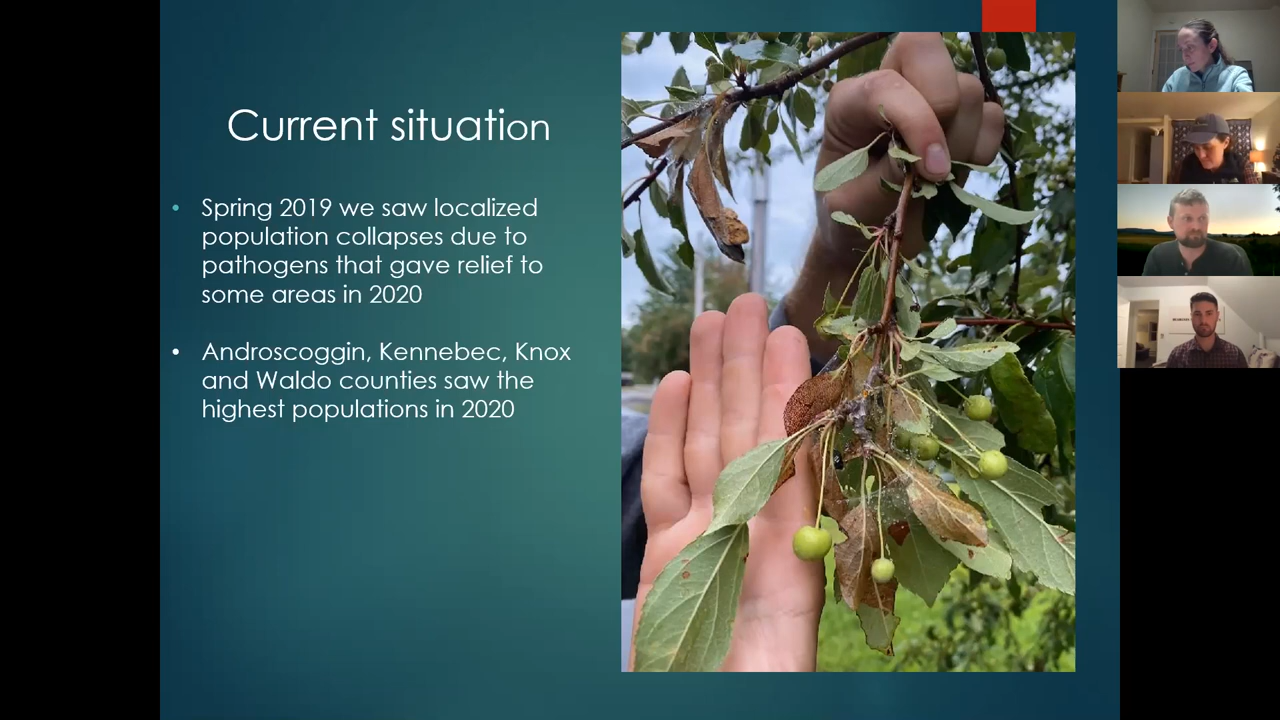 Current situation
• Spring 2019 we saw localized
population collapses due to
pathogens that gave relief to
some areas in 2020
• Androscoggin, Kennebec, Knox
and Waldo counties saw the
highest populations in 2020